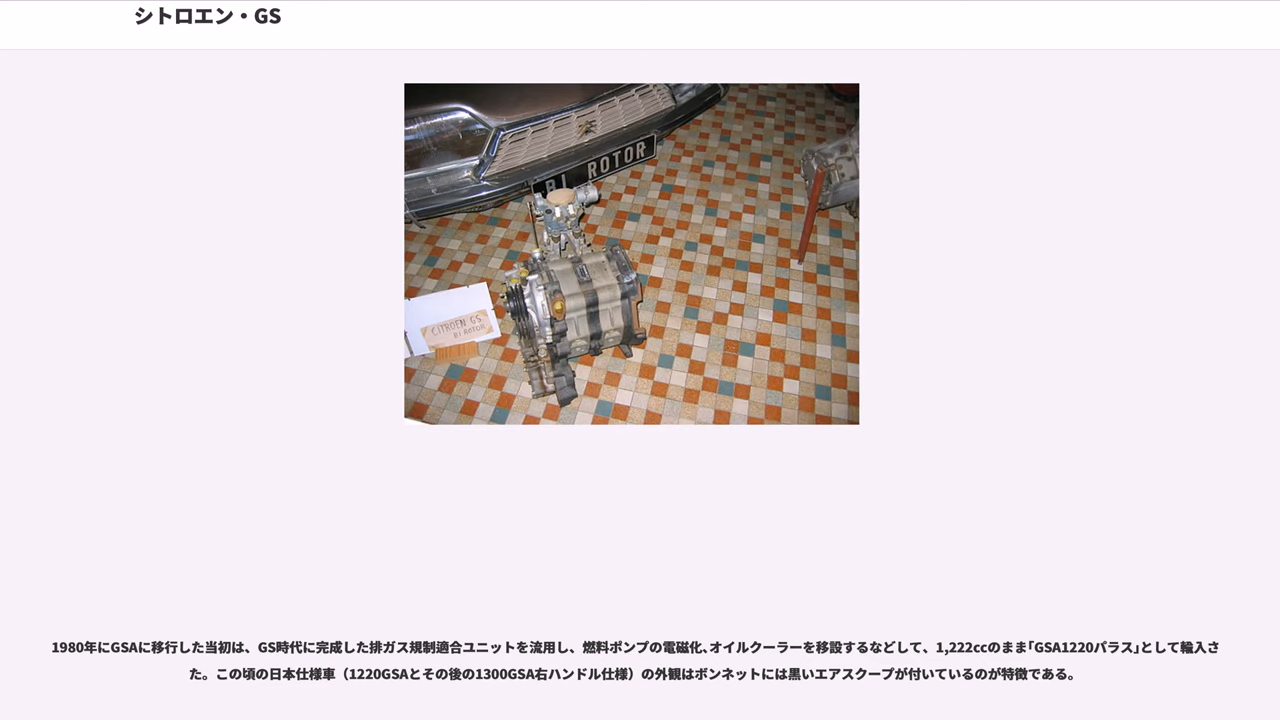 シトロエン・GS
BI ROTOR
CITROEN GS
BI ROTOR
1980年にGSAに移行した当初は、GS時代に完成した排ガス規制適合ユニットを流用し、燃料ポンプの電磁化､オイルクーラーを移設するなどして、1,222ccのまま｢GSA1220パラス｣として輸入さ
た。この頃の日本仕様車（1220GSAとその後の1300GSA右ハンドル仕様）の外観はボンネットには黒いエアスクープが付いているのが特徴である。